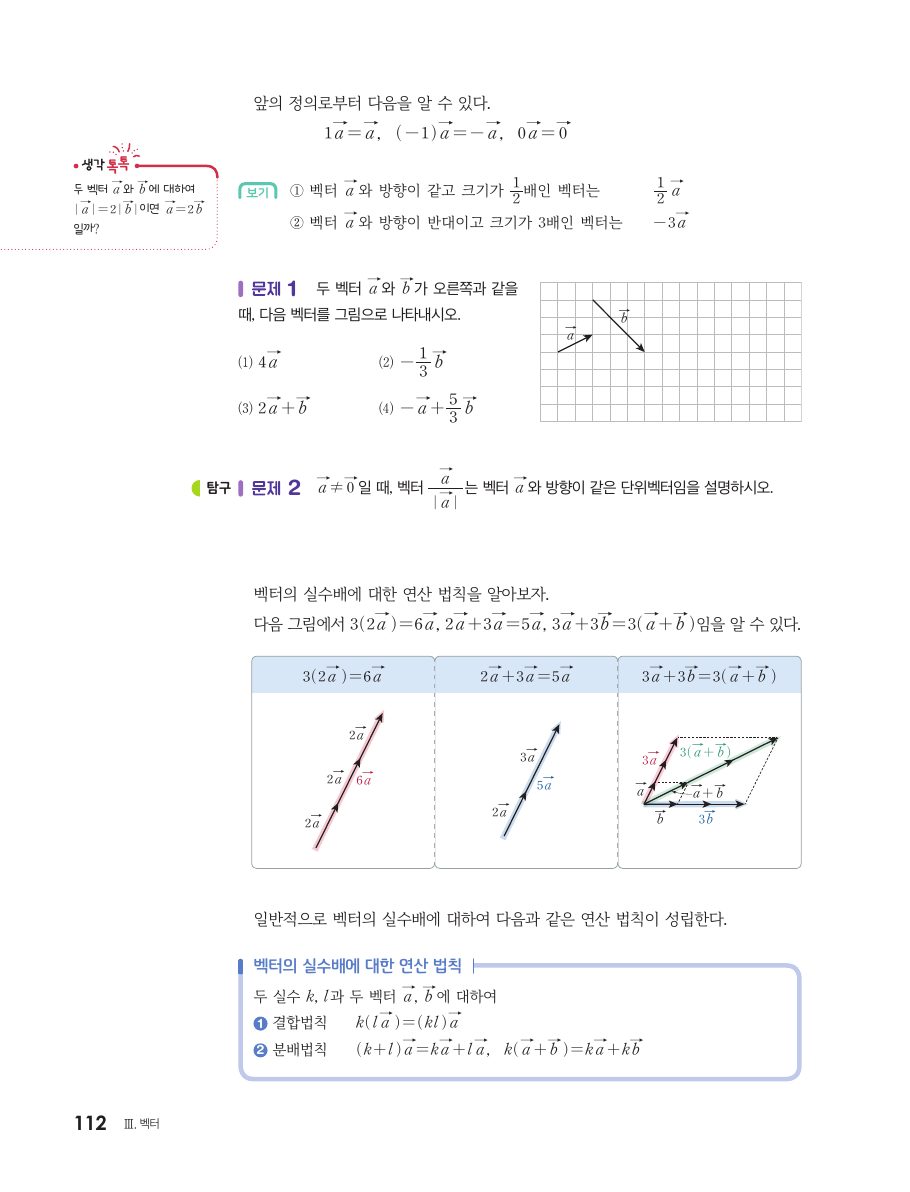 앞의 정의로부터 다음을 알 수 있다.
1a⃗=a⃗, (-1)a⃗=-a⃗, 0a⃗=0⃗
생각 톡톡
두 벡터 a⃗와 b⃗에 대하여
|a⃗|=2|b⃗|이면 a⃗=2b⃗
일까?
보기 ① 벡터 a⃗와 방향이 같고 크기가 1/2배인 벡터는 1/2 a⃗
② 벡터 a⃗와 방향이 반대이고 크기가 3배인 벡터는 -3a⃗
문제 1 두 벡터 a⃗와 b⃗가 오른쪽과 같을
때, 다음 벡터를 그림으로 나타내시오.
⑴ 4a⃗ ⑵ -1/3 b⃗
⑶ 2a⃗+b⃗ ⑷ -a⃗+5/3 b⃗
a⃗
b⃗
탐구 문제 2 a⃗≠0⃗일 때, 벡터 a⃗/|a⃗|는 벡터 a⃗와 방향이 같은 단위벡터임을 설명하시오.
벡터의 실수배에 대한 연산 법칙을 알아보자.
다음 그림에서 3(2a⃗)=6a⃗, 2a⃗+3a⃗=5a⃗, 3a⃗+3b⃗=3(a⃗+b⃗)임을 알 수 있다.
3(2a⃗)=6a⃗
2a⃗
2a⃗
6a⃗
2a⃗
2a⃗+3a⃗=5a⃗
3a⃗
5a⃗
2a⃗
3a⃗+3b⃗=3(a⃗+b⃗)
3a⃗
3(a⃗+b⃗)
a⃗
a⃗+b⃗
b⃗
3b⃗
일반적으로 벡터의 실수배에 대하여 다음과 같은 연산 법칙이 성립한다.
벡터의 실수배에 대한 연산 법칙
두 실수 k, l과 두 벡터 a⃗, b⃗에 대하여
❶ 결합법칙 k(la⃗)=(kl)a⃗
❷ 분배법칙 (k+l)a⃗=ka⃗+la⃗, k(a⃗+b⃗)=ka⃗+kb⃗
112 Ⅲ. 벡터